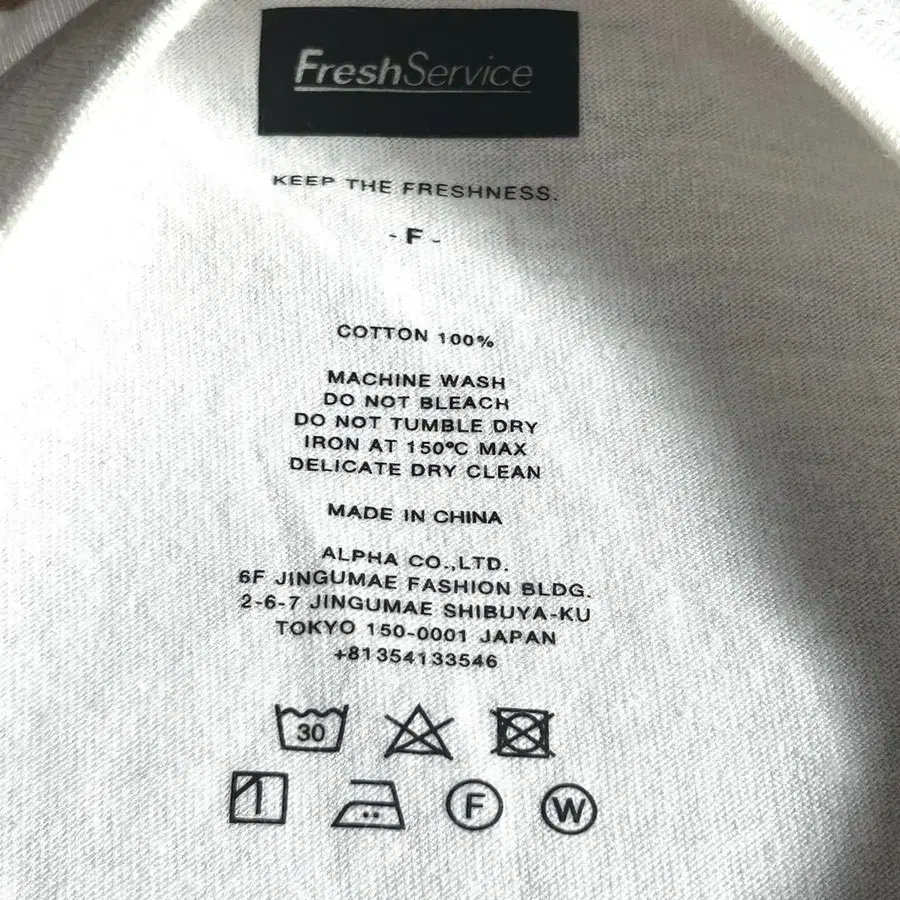 FreshService
KEEP THE FRESHNESS.
- F -
COTTON 100%
MACHINE WASH
DO NOT BLEACH
DO NOT TUMBLE DRY
IRON AT 150°C MAX
DELICATE DRY CLEAN
MADE IN CHINA
ALPHA CO.,LTD.
6F JINGUMAE FASHION BLDG.
2-6-7 JINGUMAE SHIBUYA-KU
TOKYO 150-0001 JAPAN
+81354133546
30
F W